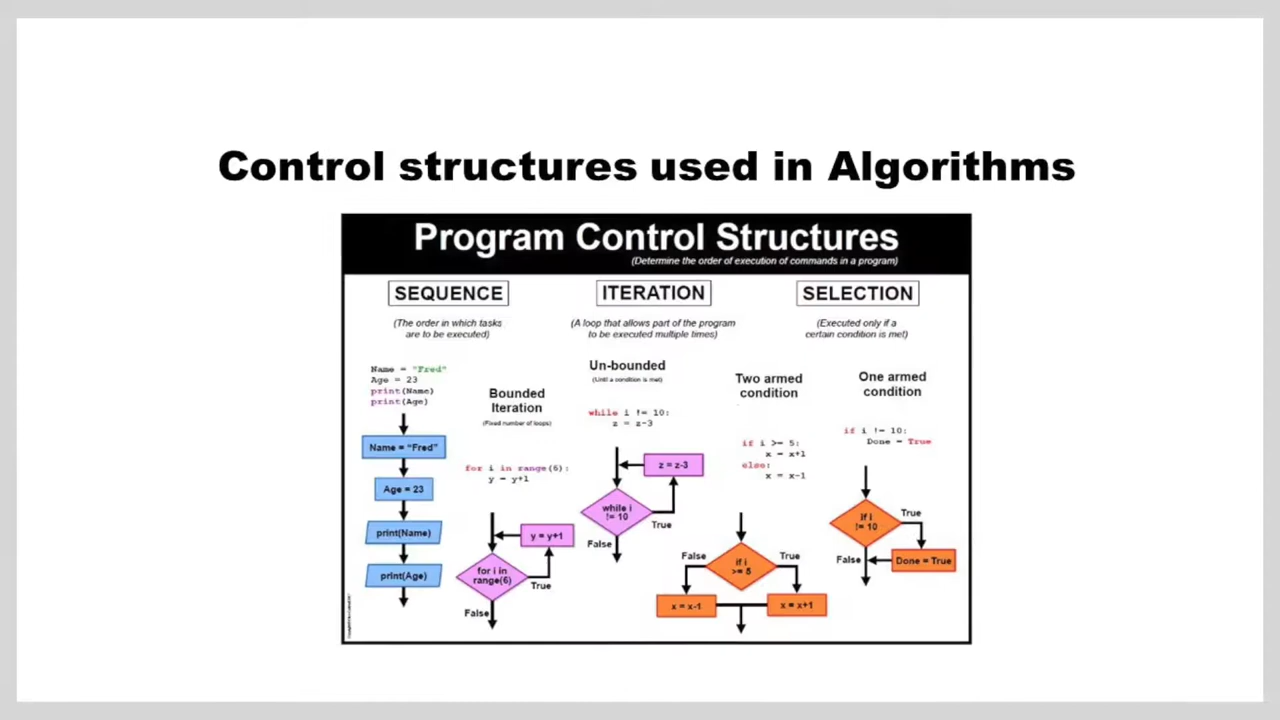 Control structures used in Algorithms
Program Control Structures
(Determine the order of execution of commands in a program)
SEQUENCE
(The order in which tasks
are to be executed)
Name = "Fred"
Age = 23
print(Name)
print(Age)
Name = "Fred"
Age = 23
print(Name)
print(Age)
ITERATION
(A loop that allows part of the program
to be executed multiple times)
Bounded
Iteration
(Fixed number of loops)
for i in range(6):
y = y+1
y = y+1
for i in
range(6)
True
False
Un-bounded
(Until a condition is met)
while i != 10:
z = z-3
z = z-3
while i
!= 10
True
False
SELECTION
(Executed only if a
certain condition is met)
Two armed
condition
if i >= 5:
x = x+1
else:
x = x-1
False
True
if i
>= 5
x = x-1
x = x+1
One armed
condition
if i != 10:
Done = True
True
if i
!= 10
False
Done = True